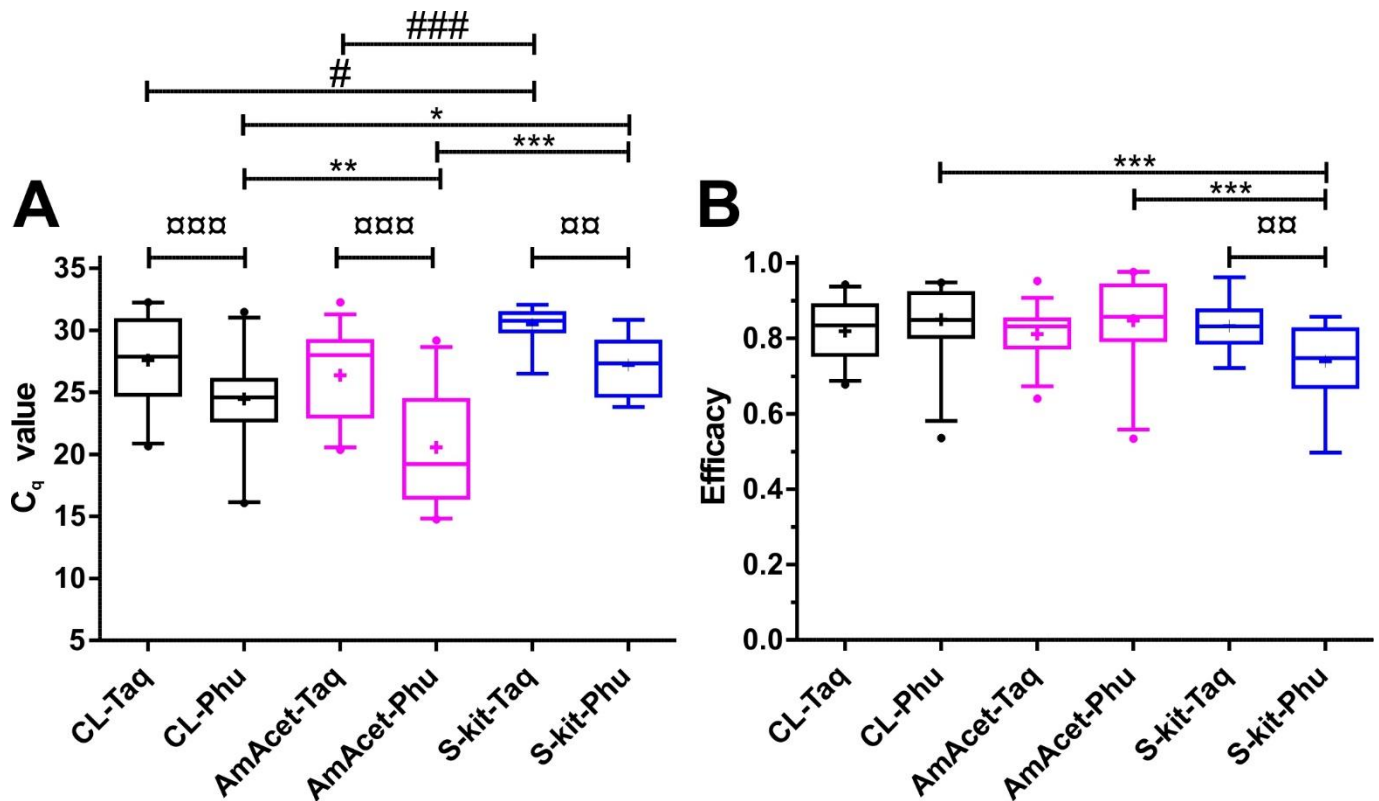 ###
#
*
***
**
A
¤¤¤ ¤¤¤ ¤¤
35
30
25
20
15
10
5
Cq value
CL-Taq
CL-Phu
AmAcet-Taq
AmAcet-Phu
S-kit-Taq
S-kit-Phu
***
***
B
¤¤
1.0
0.8
0.6
0.4
0.2
0.0
Efficacy
CL-Taq
CL-Phu
AmAcet-Taq
AmAcet-Phu
S-kit-Taq
S-kit-Phu